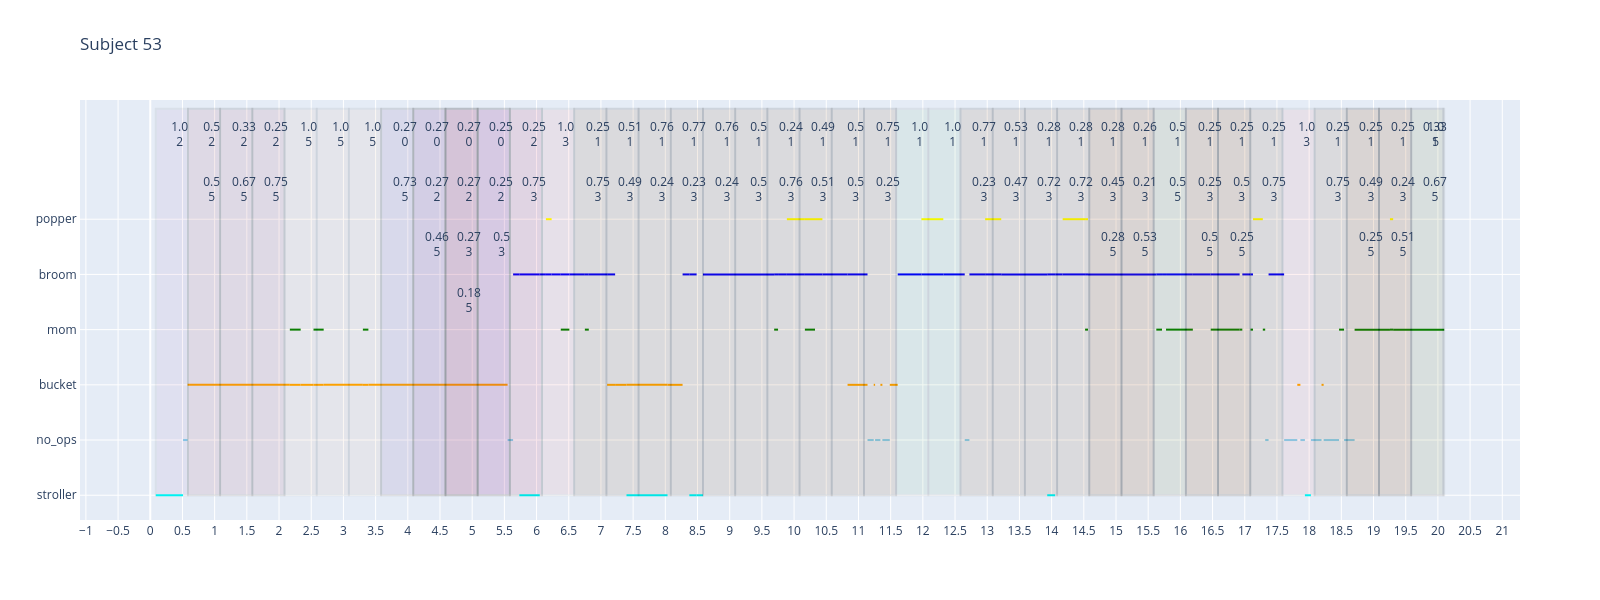 Subject 53
1.0 0.5 0.33 0.25 1.0 1.0 1.0 0.27 0.27 0.27 0.25 0.25 1.0 0.25 0.51 0.76 0.77 0.76 0.5 0.24 0.49 0.5 0.75 1.0 1.0 0.77 0.53 0.28 0.28 0.28 0.26 0.5 0.25 0.25 0.25 1.0 0.25 0.25 0.25
2 2 2 2 5 5 5 0 0 0 0 2 3 1 1 1 1 1 1 1 1 1 1 1 1 1 1 1 1 1 1 1 1 1 1 3 1 1 1
0.5 0.67 0.75 0.73 0.27 0.27 0.25 0.75 0.75 0.49 0.24 0.23 0.24 0.5 0.76 0.51 0.5 0.25 0.23 0.47 0.72 0.72 0.45 0.21 0.5 0.25 0.5 0.75 0.75 0.49 0.24 0.67
5 5 5 5 2 2 2 3 3 3 3 3 3 3 3 3 3 3 3 3 3 3 3 3 5 3 3 3 3 3 3 5
popper
0.46 0.27 0.5 0.28 0.53 0.5 0.25 0.25 0.51
5 3 3 5 5 5 5 5 5
broom
0.18
5
mom
bucket
no_ops
stroller
−1 −0.5 0 0.5 1 1.5 2 2.5 3 3.5 4 4.5 5 5.5 6 6.5 7 7.5 8 8.5 9 9.5 10 10.5 11 11.5 12 12.5 13 13.5 14 14.5 15 15.5 16 16.5 17 17.5 18 18.5 19 19.5 20 20.5 21